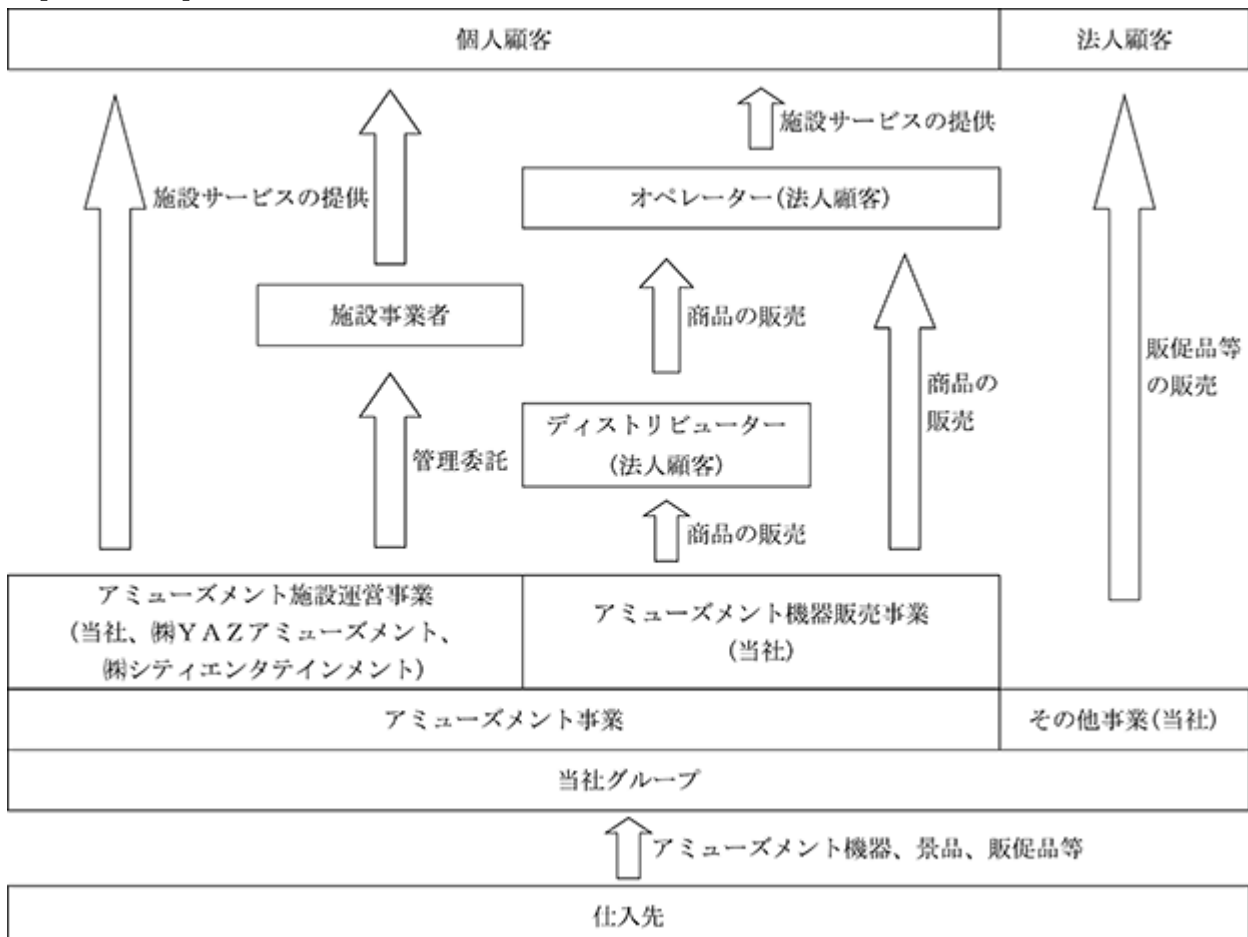 個人顧客
法人顧客
施設サービスの提供
施設サービスの提供
オペレーター(法人顧客)
施設事業者
商品の販売
販促品等
の販売
商品の
販売
ディストリビューター
(法人顧客)
管理委託
商品の販売
アミューズメント施設運営事業
(当社、㈱ＹＡＺアミューズメント、
㈱シティエンタテインメント)
アミューズメント機器販売事業
(当社)
アミューズメント事業
その他事業(当社)
当社グループ
アミューズメント機器、景品、販促品等
仕入先